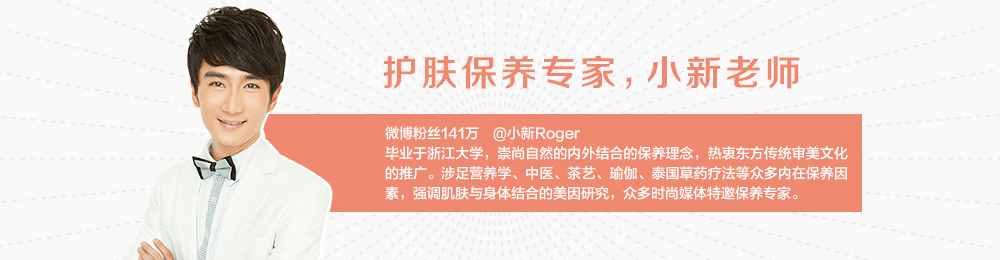 护肤保养专家，小新老师
微博粉丝141万 @小新Roger
毕业于浙江大学，崇尚自然的内外结合的保养理念，热衷东方传统审美文化
的推广。涉足营养学、中医、茶艺、瑜伽、泰国草药疗法等众多内在保养因
素，强调肌肤与身体结合的美因研究，众多时尚媒体特邀保养专家。